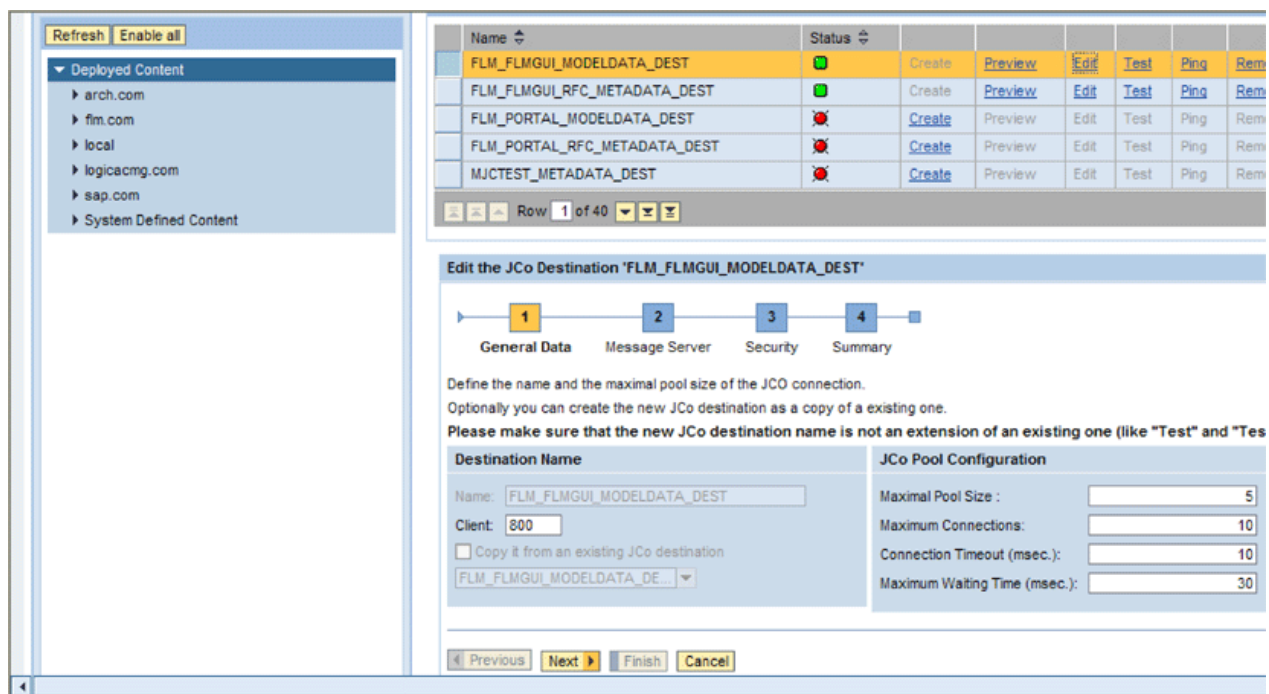 Refresh Enable all
Deployed Content
arch.com
flm.com
local
logicacmg.com
sap.com
System Defined Content
Name Status
FLM_FLMGUI_MODELDATA_DEST Create Preview Edit Test Ping Rem
FLM_FLMGUI_RFC_METADATA_DEST Create Preview Edit Test Ping Rem
FLM_PORTAL_MODELDATA_DEST Create Preview Edit Test Ping Rem
FLM_PORTAL_RFC_METADATA_DEST Create Preview Edit Test Ping Rem
MJCTEST_METADATA_DEST Create Preview Edit Test Ping Rem
Row 1 of 40
Edit the JCo Destination 'FLM_FLMGUI_MODELDATA_DEST'
1 2 3 4
General Data Message Server Security Summary
Define the name and the maximal pool size of the JCO connection.
Optionally you can create the new JCo destination as a copy of a existing one.
Please make sure that the new JCo destination name is not an extension of an existing one (like "Test" and "Tes
Destination Name
Name: FLM_FLMGUI_MODELDATA_DEST
Client: 800
Copy it from an existing JCo destination
FLM_FLMGUI_MODELDATA_DE...
JCo Pool Configuration
Maximal Pool Size : 5
Maximum Connections: 10
Connection Timeout (msec.): 10
Maximum Waiting Time (msec.): 30
Previous Next Finish Cancel